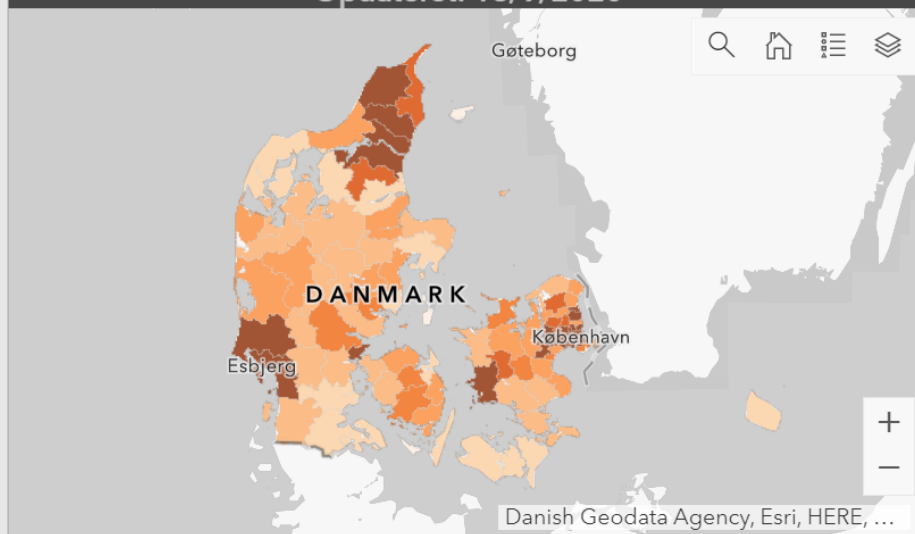 Gøteborg
DANMARK
København
Esbjerg
Danish Geodata Agency, Esri, HERE, ...